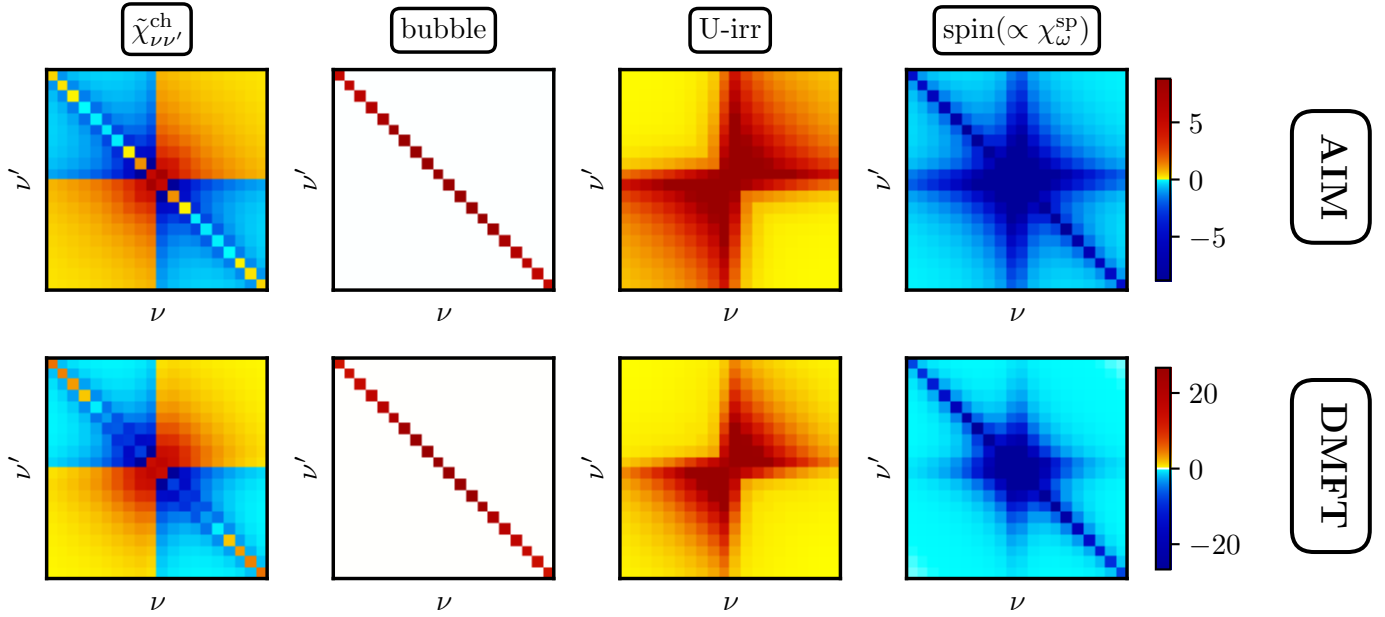 χ̃^ch_νν′
bubble
U-irr
spin(∝ χ^sp_ω)
ν′
ν′
ν′
ν′
5
0
−5
AIM
ν
ν
ν
ν
ν′
ν′
ν′
ν′
20
0
−20
DMFT
ν
ν
ν
ν